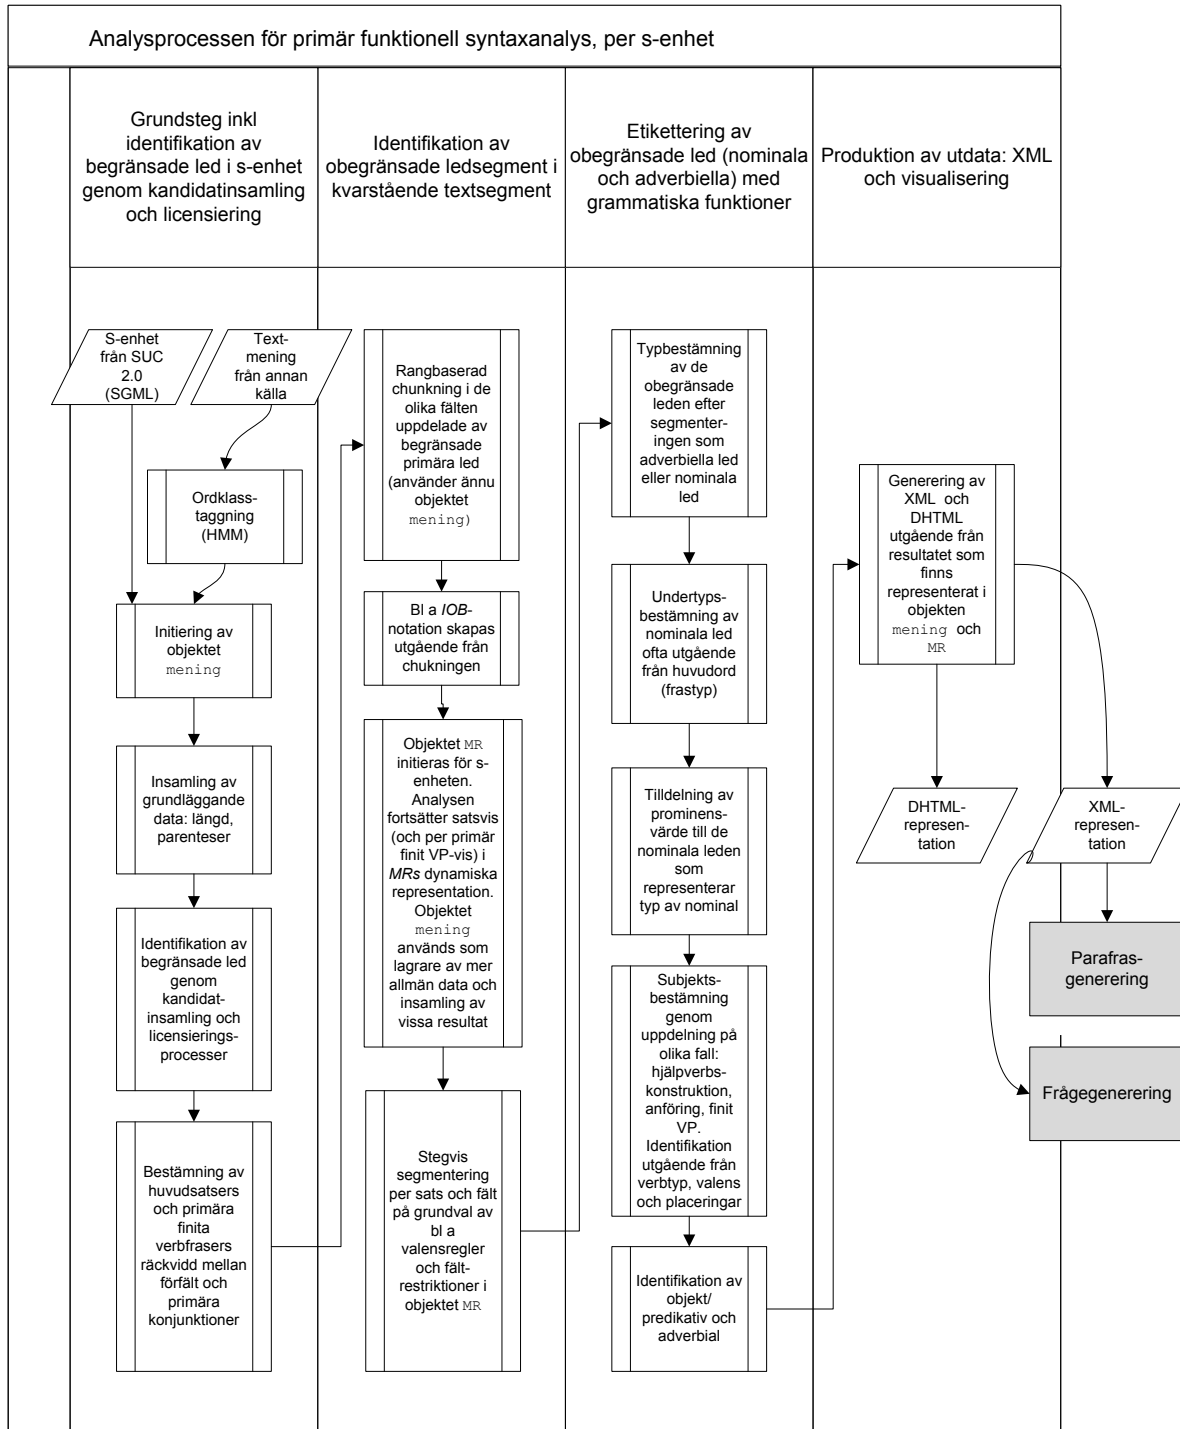 Analysprocessen för primär funktionell syntaxanalys, per s-enhet
Grundsteg inkl
identifikation av
begränsade led i s-enhet
genom kandidatinsamling
och licensiering
Identifikation av
obegränsade ledsegment i
kvarstående textsegment
Etikettering av
obegränsade led (nominala
och adverbiella) med
grammatiska funktioner
Produktion av utdata: XML
och visualisering
S-enhet
från SUC
2.0
(SGML)
Text-
mening
från annan
källa
Ordklass-
taggning
(HMM)
Initiering av
objektet
mening
Insamling av
grundläggande
data: längd,
parenteser
Identifikation av
begränsade led
genom
kandidat-
insamling och
licensierings-
processer
Bestämning av
huvudsatsers
och primära
finita
verbfrasers
räckvidd mellan
förfält och
primära
konjunktioner
Rangbaserad
chunkning i de
olika fälten
uppdelade av
begränsade
primära led
(använder ännu
objektet
mening)
Bl a IOB-
notation skapas
utgående från
chukningen
Objektet MR
initieras för s-
enheten.
Analysen
fortsätter satsvis
(och per primär
finit VP-vis) i
MRs dynamiska
representation.
Objektet
mening
används som
lagrare av mer
allmän data och
insamling av
vissa resultat
Stegvis
segmentering
per sats och fält
på grundval av
bl a
valensregler
och fält-
restriktioner i
objektet MR
Typbestämning
av de
obegränsade
leden efter
segmenter-
ingen som
adverbiella led
eller nominala
led
Undertyps-
bestämning av
nominala led
ofta utgående
från huvudord
(frastyp)
Tilldelning av
prominens-
värde till de
nominala leden
som
representerar
typ av nominal
Subjekts-
bestämning
genom
uppdelning på
olika fall:
hjälpverbs-
konstruktion,
anföring, finit
VP.
Identifikation
utgående från
verbtyp, valens
och placeringar
Identifikation av
objekt/
predikativ och
adverbial
Generering av
XML och
DHTML
utgående från
resultatet som
finns
representerat i
objekten
mening och
MR
DHTML-
represen-
tation
XML-
represen-
tation
Parafras-
generering
Frågegenerering